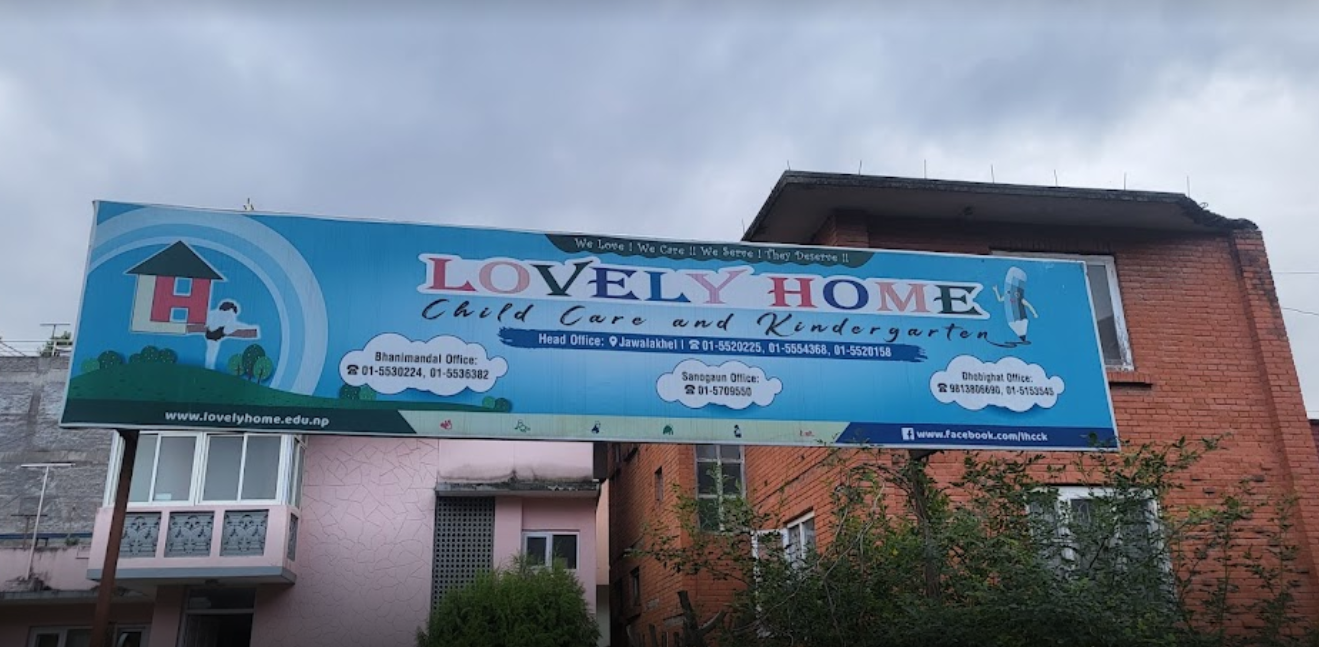 We Love ! We Care !! We Serve ! They Deserve !!
LOVELY HOME
Child Care and Kindergarten
Head Office: Jawalakhel | ☎ 01-5520225, 01-5554368, 01-5520158
Bhanimandal Office:
☎ 01-5530224, 01-5536382
Sanogaun Office:
☎ 01-5709550
Dhobighat Office:
☎ 9813806690, 01-5153545
www.lovelyhome.edu.np
www.facebook.com/lhcck